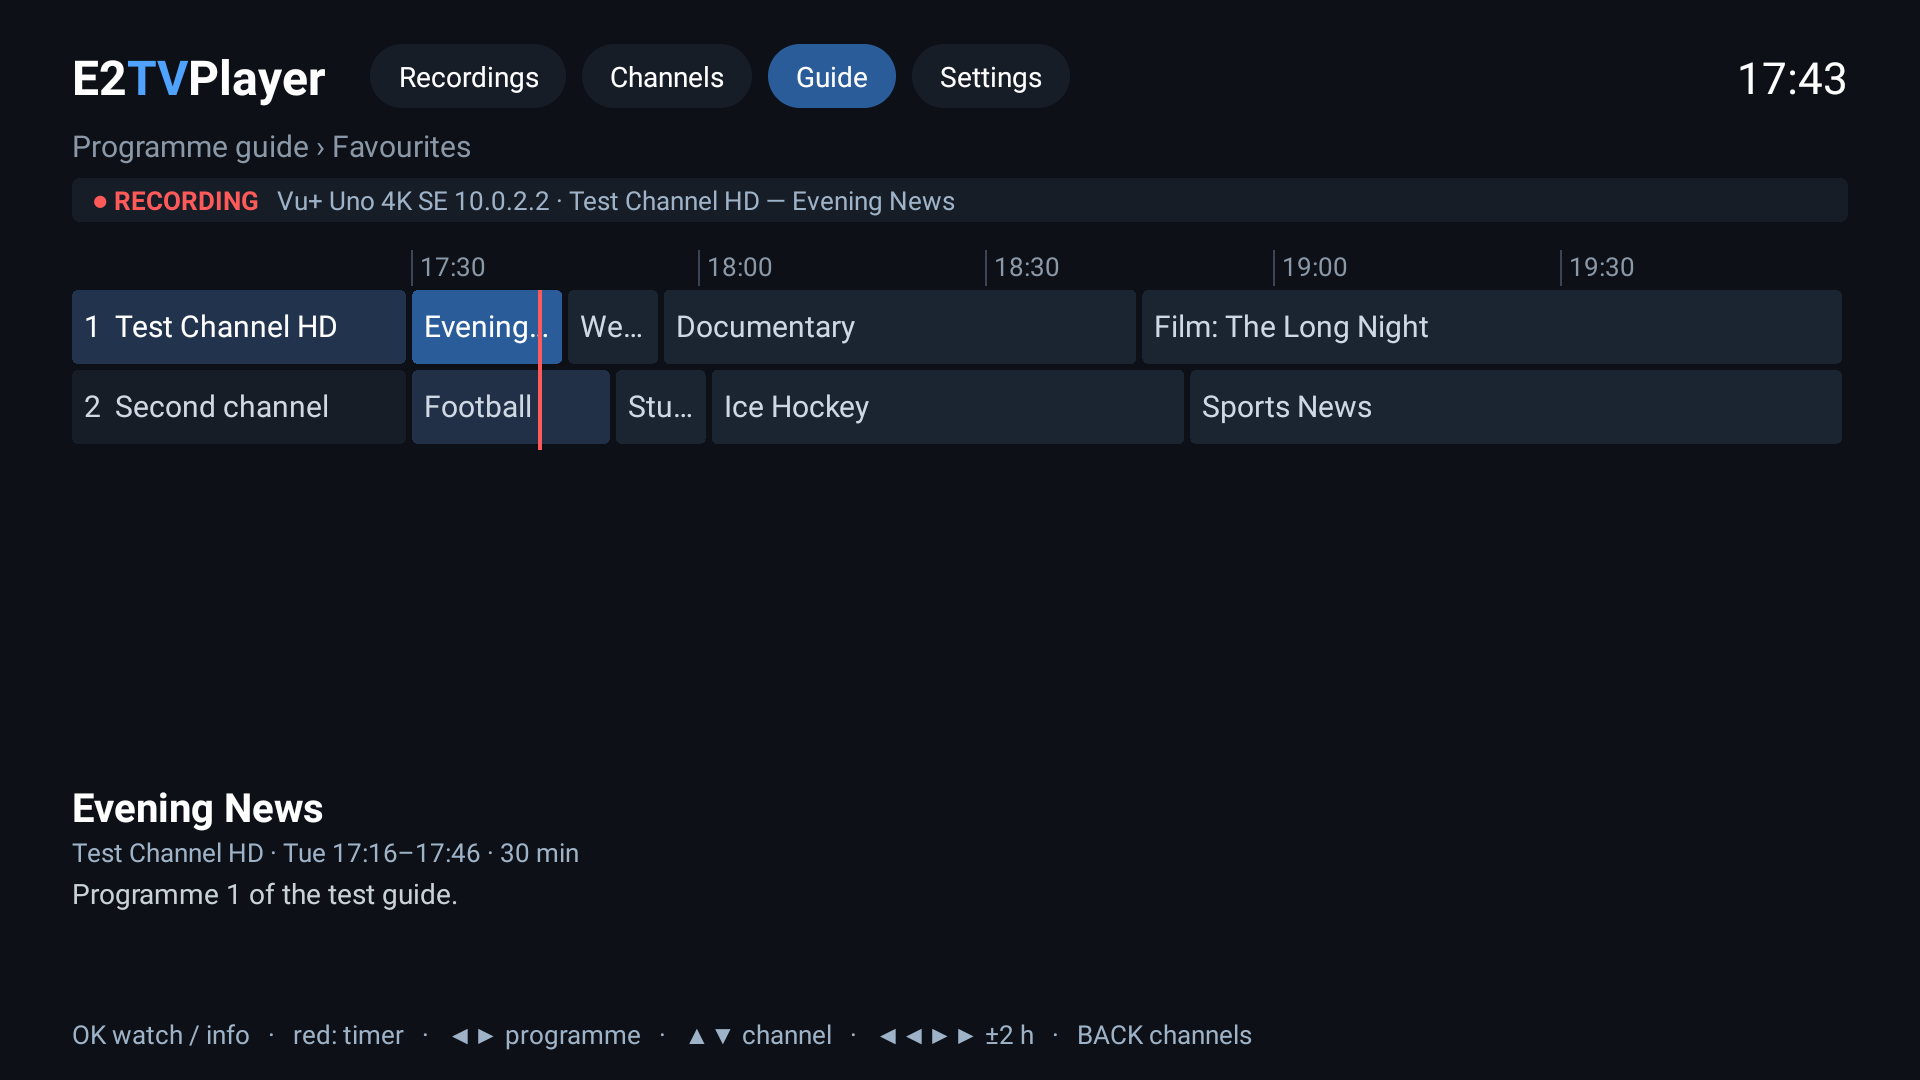 E2TVPlayer Recordings Channels Guide Settings 17:43
Programme guide › Favourites
● RECORDING Vu+ Uno 4K SE 10.0.2.2 · Test Channel HD — Evening News
17:30 18:00 18:30 19:00 19:30
1 Test Channel HD Evening… We… Documentary Film: The Long Night
2 Second channel Football Stu… Ice Hockey Sports News
Evening News
Test Channel HD · Tue 17:16–17:46 · 30 min
Programme 1 of the test guide.
OK watch / info · red: timer · ◄ ► programme · ▲▼ channel · ◄◄ ►► ±2 h · BACK channels